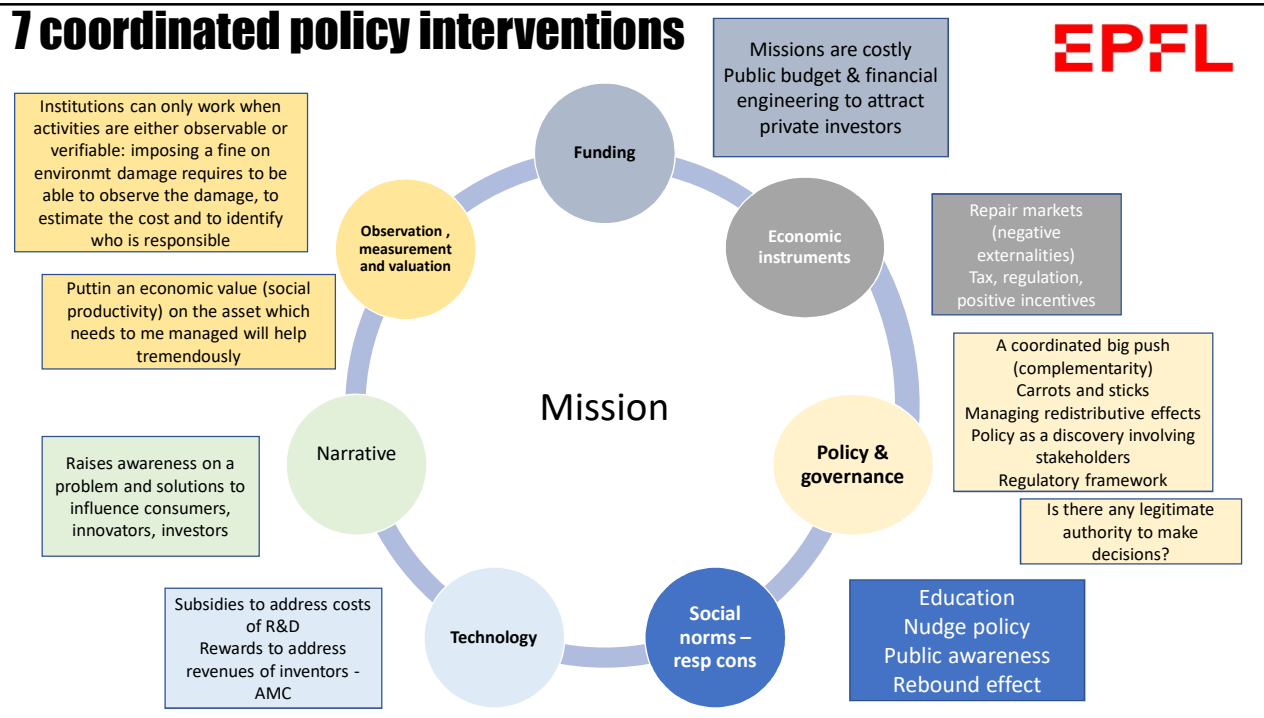 7 coordinated policy interventions
EPFL
Missions are costly
Public budget & financial
engineering to attract
private investors
Institutions can only work when
activities are either observable or
verifiable: imposing a fine on
environmt damage requires to be
able to observe the damage, to
estimate the cost and to identify
who is responsible
Funding
Observation ,
measurement
and valuation
Economic
instruments
Repair markets
(negative
externalities)
Tax, regulation,
positive incentives
Puttin an economic value (social
productivity) on the asset which
needs to me managed will help
tremendously
A coordinated big push
(complementarity)
Carrots and sticks
Managing redistributive effects
Policy as a discovery involving
stakeholders
Regulatory framework
Mission
Narrative
Policy &
governance
Raises awareness on a
problem and solutions to
influence consumers,
innovators, investors
Is there any legitimate
authority to make
decisions?
Subsidies to address costs
of R&D
Rewards to address
revenues of inventors -
AMC
Technology
Social
norms –
resp cons
Education
Nudge policy
Public awareness
Rebound effect